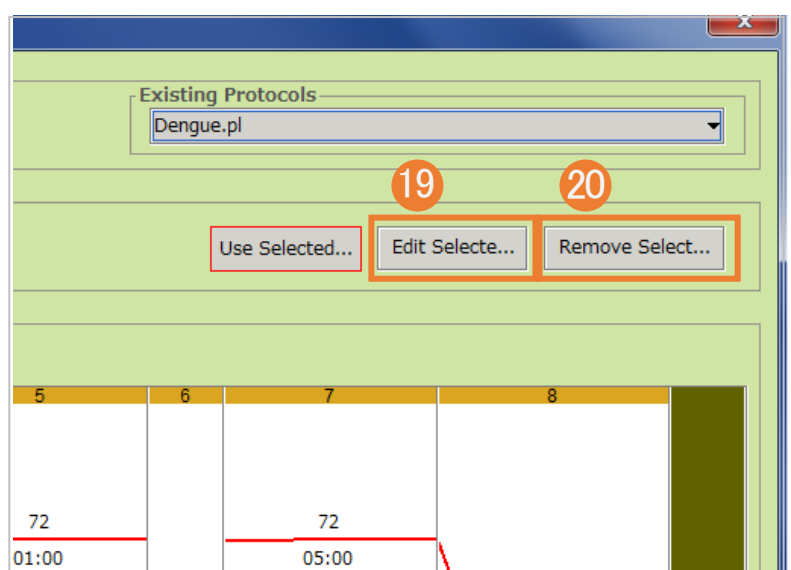 x
Existing Protocols
Dengue.pl
19 20
Use Selected... Edit Selecte... Remove Select...
5 6 7 8
72 72
01:00 05:00